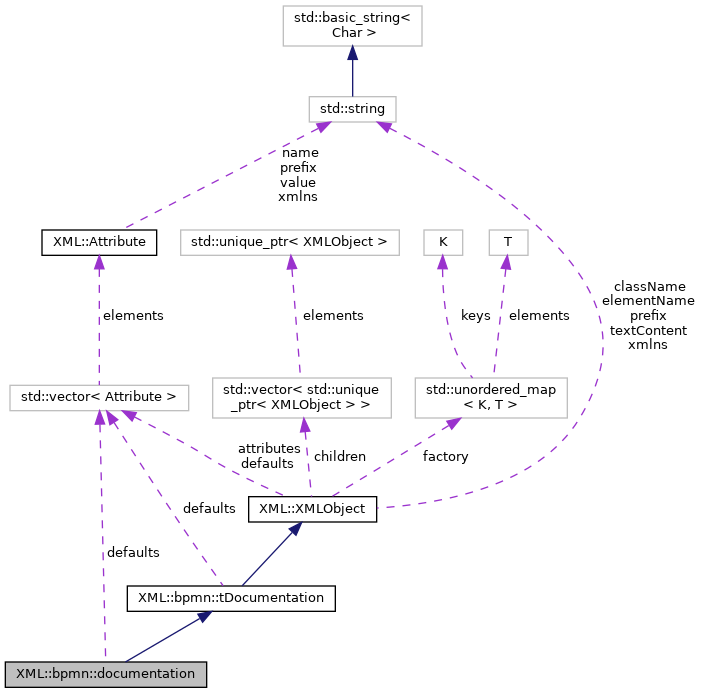 std::basic_string<
Char >
std::string
name
prefix
value
xmlns
XML::Attribute
std::unique_ptr< XMLObject >
K
T
className
elementName
prefix
textContent
xmlns
elements
elements
keys
elements
std::vector< Attribute >
std::vector< std::unique
_ptr< XMLObject > >
std::unordered_map
< K, T >
attributes
defaults
children
factory
XML::XMLObject
defaults
defaults
XML::bpmn::tDocumentation
XML::bpmn::documentation